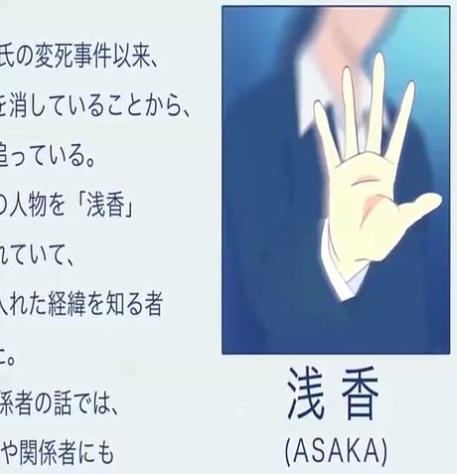 氏の変死事件以来、
を消していることから、
追っている。
の人物を「浅香」
れていて、
入れた経緯を知る者
た。
係者の話では、
や関係者にも
浅香
(ASAKA)